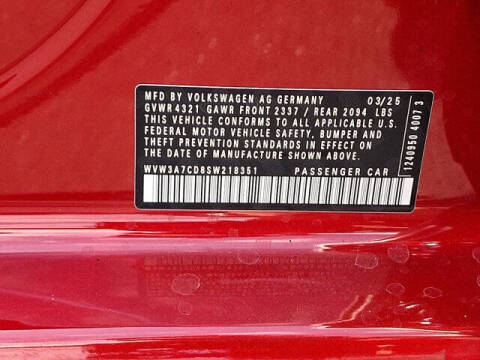 MFD BY VOLKSWAGEN AG GERMANY 03/25
GVWR 4321 GAWR FRONT 2337 / REAR 2094 LBS
THIS VEHICLE CONFORMS TO ALL APPLICABLE U.S.
FEDERAL MOTOR VEHICLE SAFETY, BUMPER AND
THEFT PREVENTION STANDARDS IN EFFECT ON THE
DATE OF MANUFACTURE SHOWN ABOVE.
WVW3A7CD8SW218351 PASSENGER CAR
1240950 4007 3